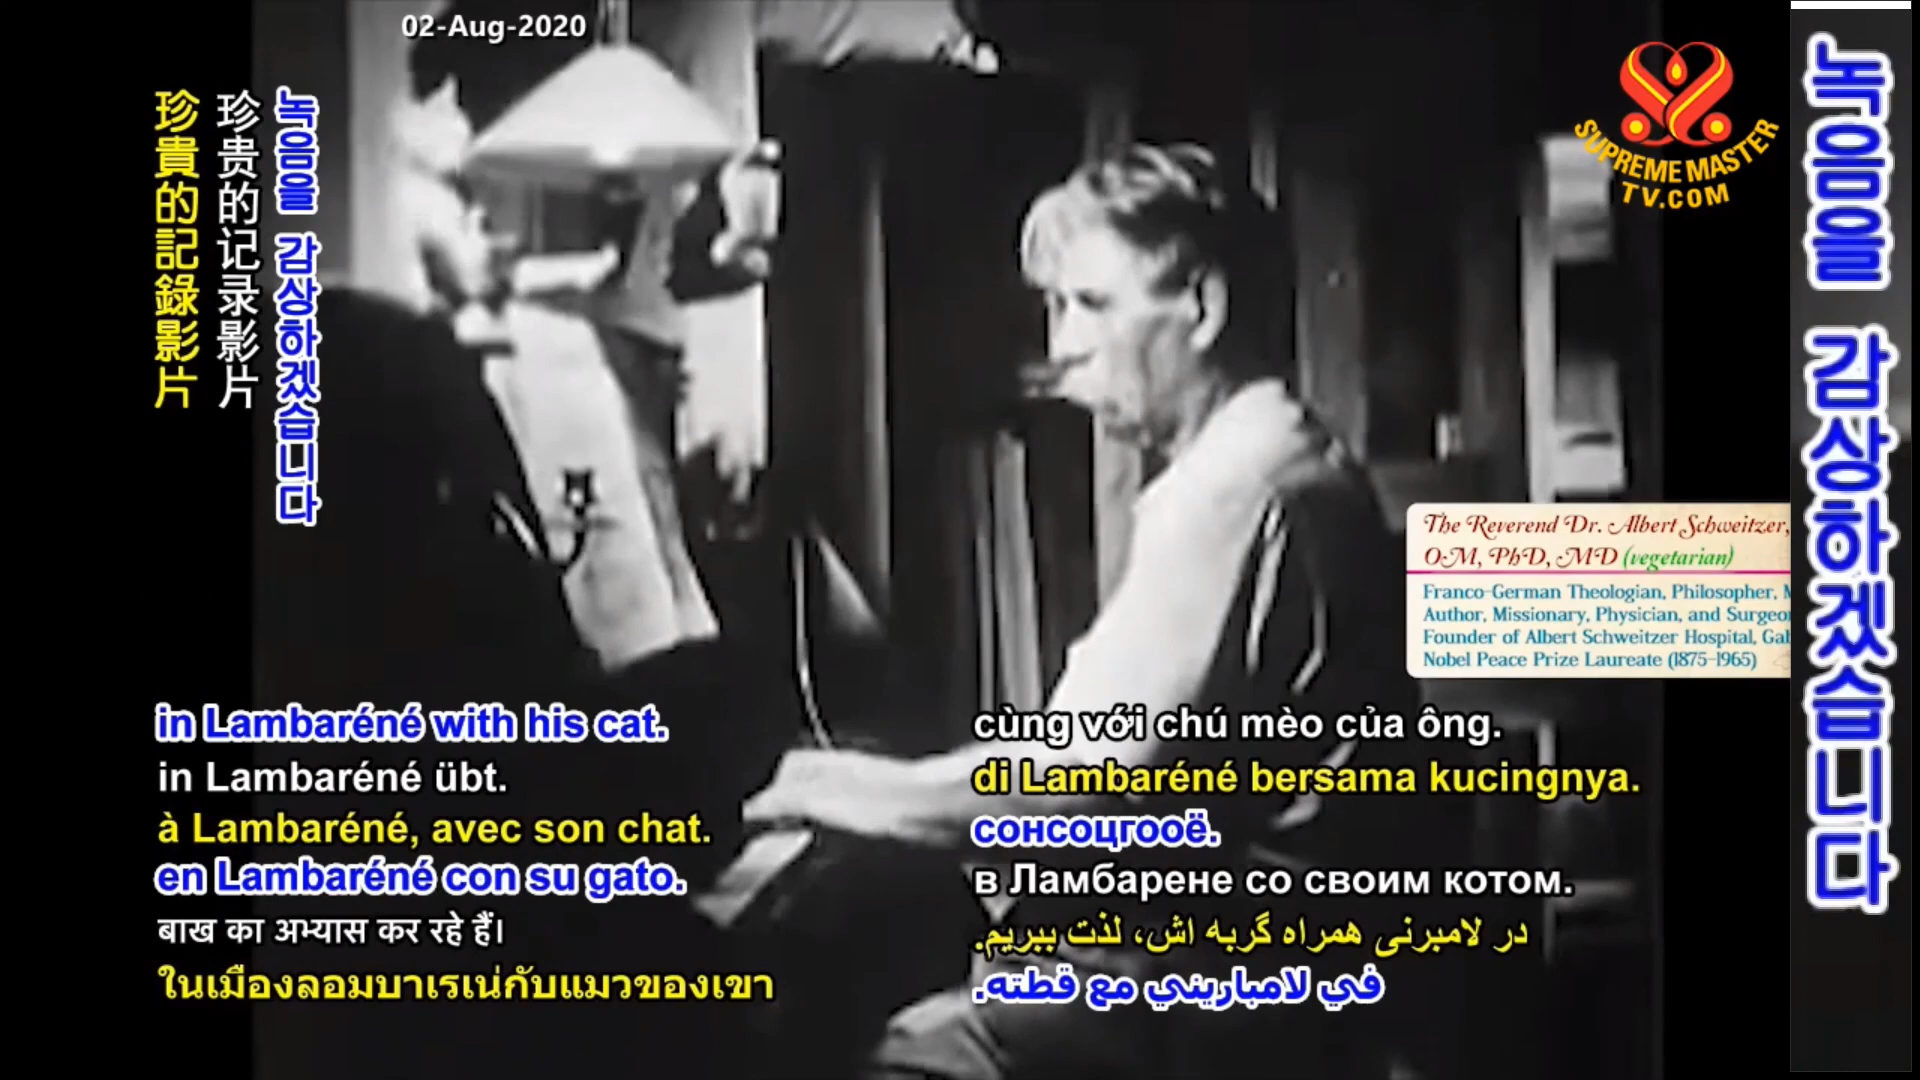 02-Aug-2020
珍貴的記錄影片
珍贵的记录影片
녹음을 감상하겠습니다
SUPREME MASTER
TV.COM
녹음을 감상하겠습니다
The Reverend Dr. Albert Schweitzer,
OM, PhD, MD (vegetarian)
Franco-German Theologian, Philosopher,
Author, Missionary, Physician, and
Founder of Albert Schweitzer Hospital,
Nobel Peace Prize Laureate (1875-1965)
in Lambaréné with his cat.
in Lambaréné übt.
à Lambaréné, avec son chat.
en Lambaréné con su gato.
बाख का अभ्यास कर रहे हैं।
ในเมืองลอมบาเรเน่กับแมวของเขา
cùng với chú mèo của ông.
di Lambaréné bersama kucingnya.
сонсоцгооё.
в Ламбарене со своим котом.
در لامبرنی همراه گربه اش، لذت ببریم.
في لامباريني مع قطته.